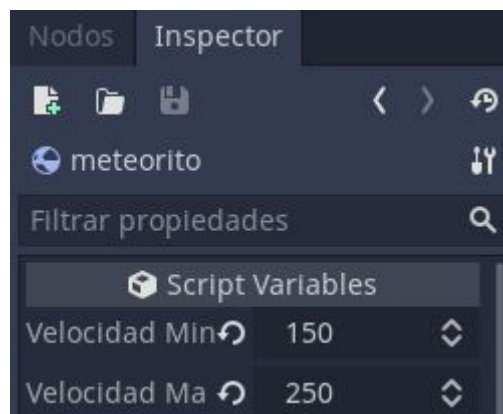 Nodos Inspector
meteorito
Filtrar propiedades
Script Variables
Velocidad Min 150
Velocidad Ma 250